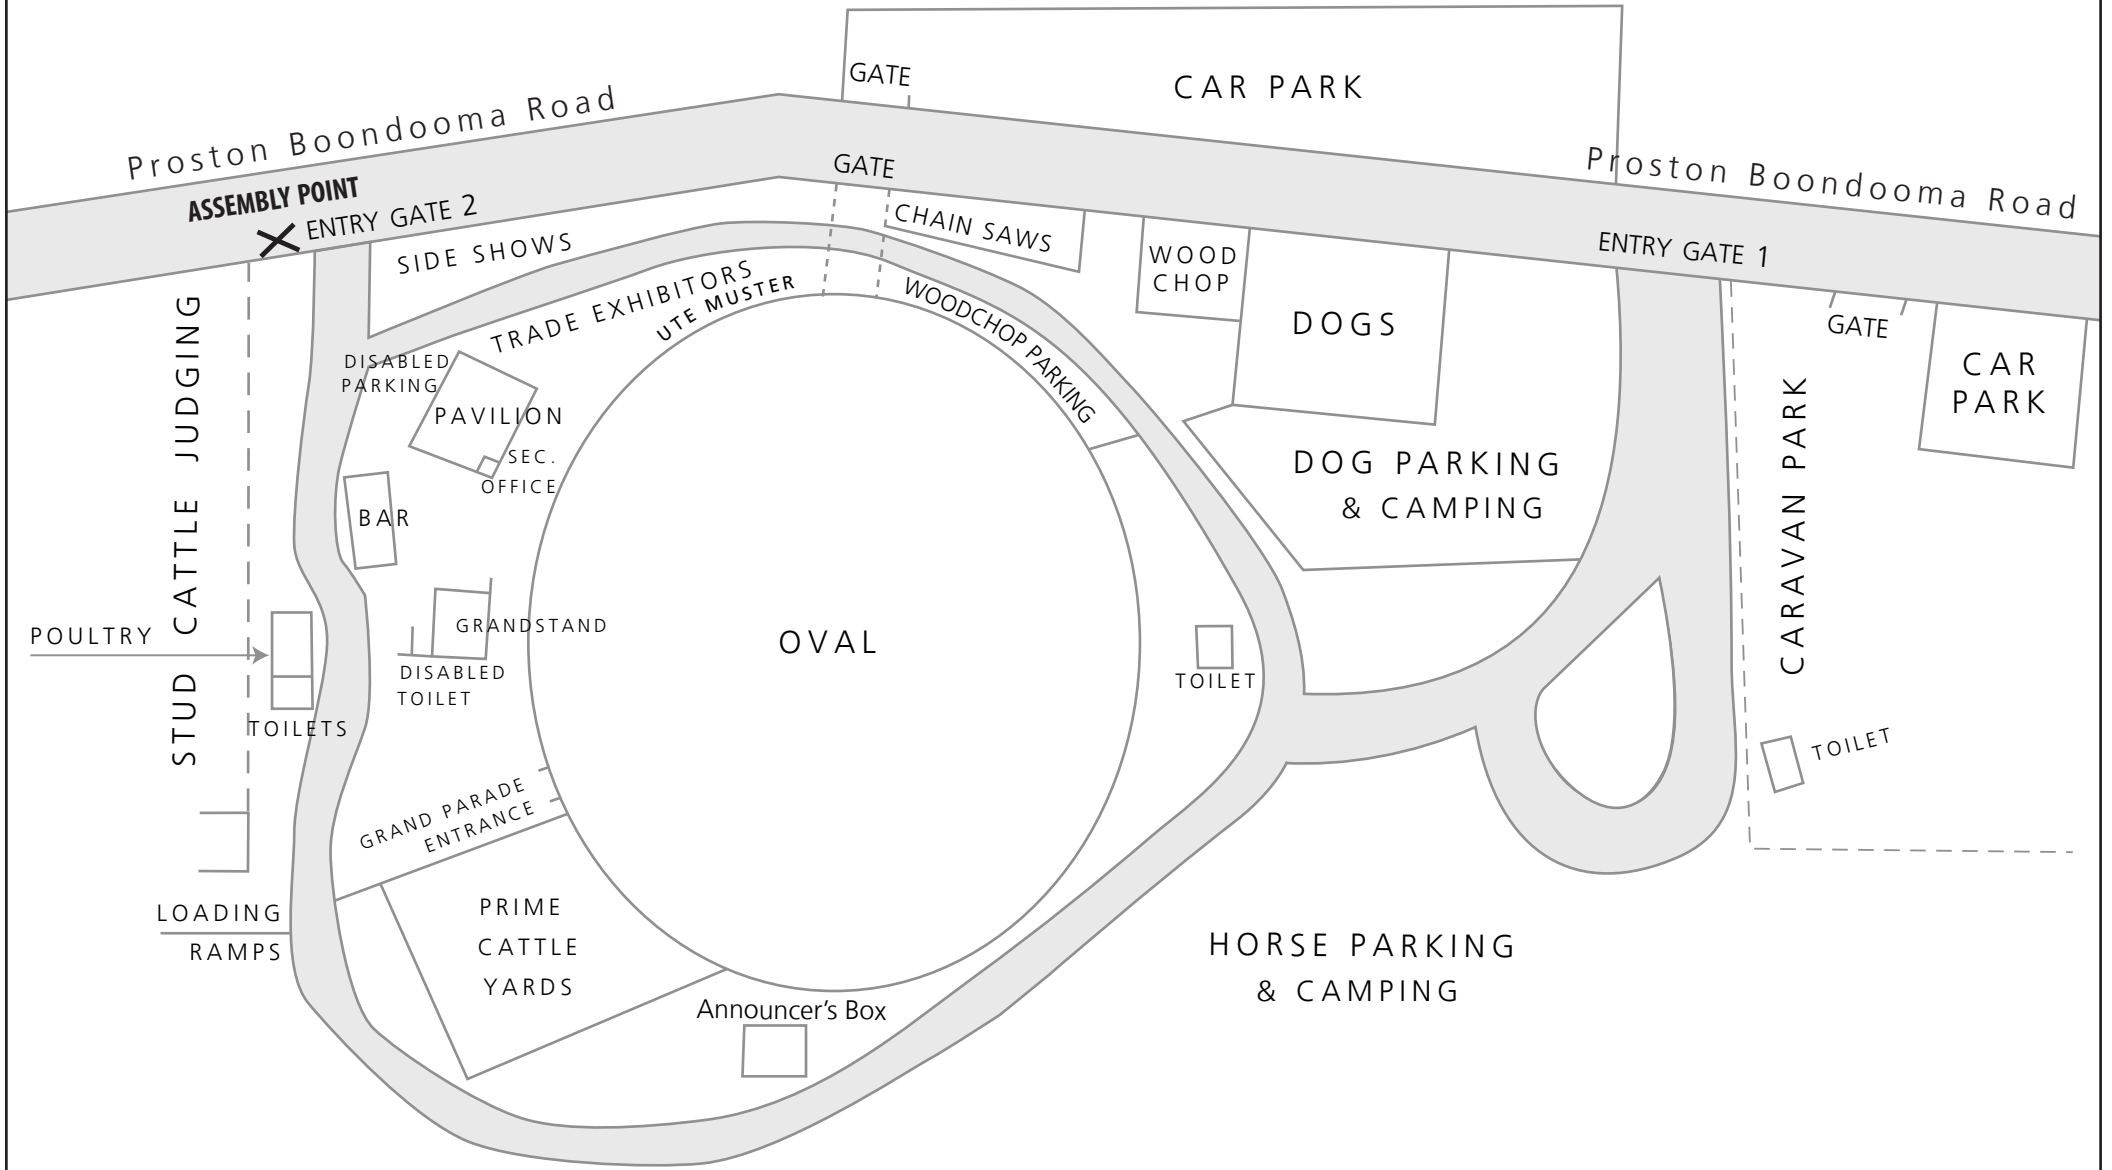 GATE
CAR PARK
Proston Boondooma Road
GATE
Proston Boondooma Road
ASSEMBLY POINT
ENTRY GATE 2
SIDE SHOWS
CHAIN SAWS
WOOD
CHOP
ENTRY GATE 1
GATE
TRADE EXHIBITORS
UTE MUSTER
WOODCHOP PARKING
DOGS
CAR
PARK
DISABLED
PARKING
PAVILION
SEC.
OFFICE
BAR
DOG PARKING
& CAMPING
CARAVAN PARK
STUD CATTLE JUDGING
POULTRY
GRANDSTAND
OVAL
DISABLED
TOILET
TOILET
TOILETS
TOILET
GRAND PARADE
ENTRANCE
LOADING
RAMPS
PRIME
CATTLE
YARDS
HORSE PARKING
& CAMPING
Announcer's Box